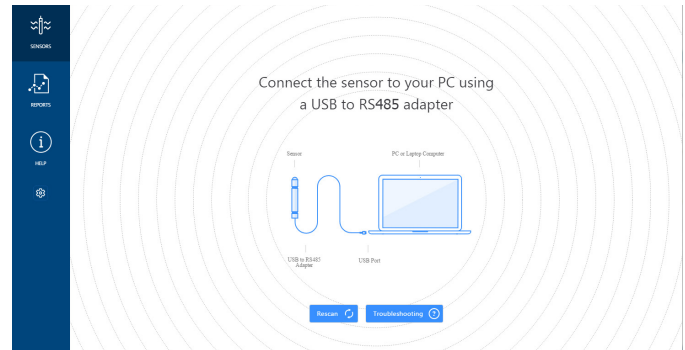 SENSORS
REPORTS
HELP
Connect the sensor to your PC using
a USB to RS485 adapter
Sensor
PC or Laptop Computer
USB to RS485
Adapter
USB Port
Rescan
Troubleshooting ?